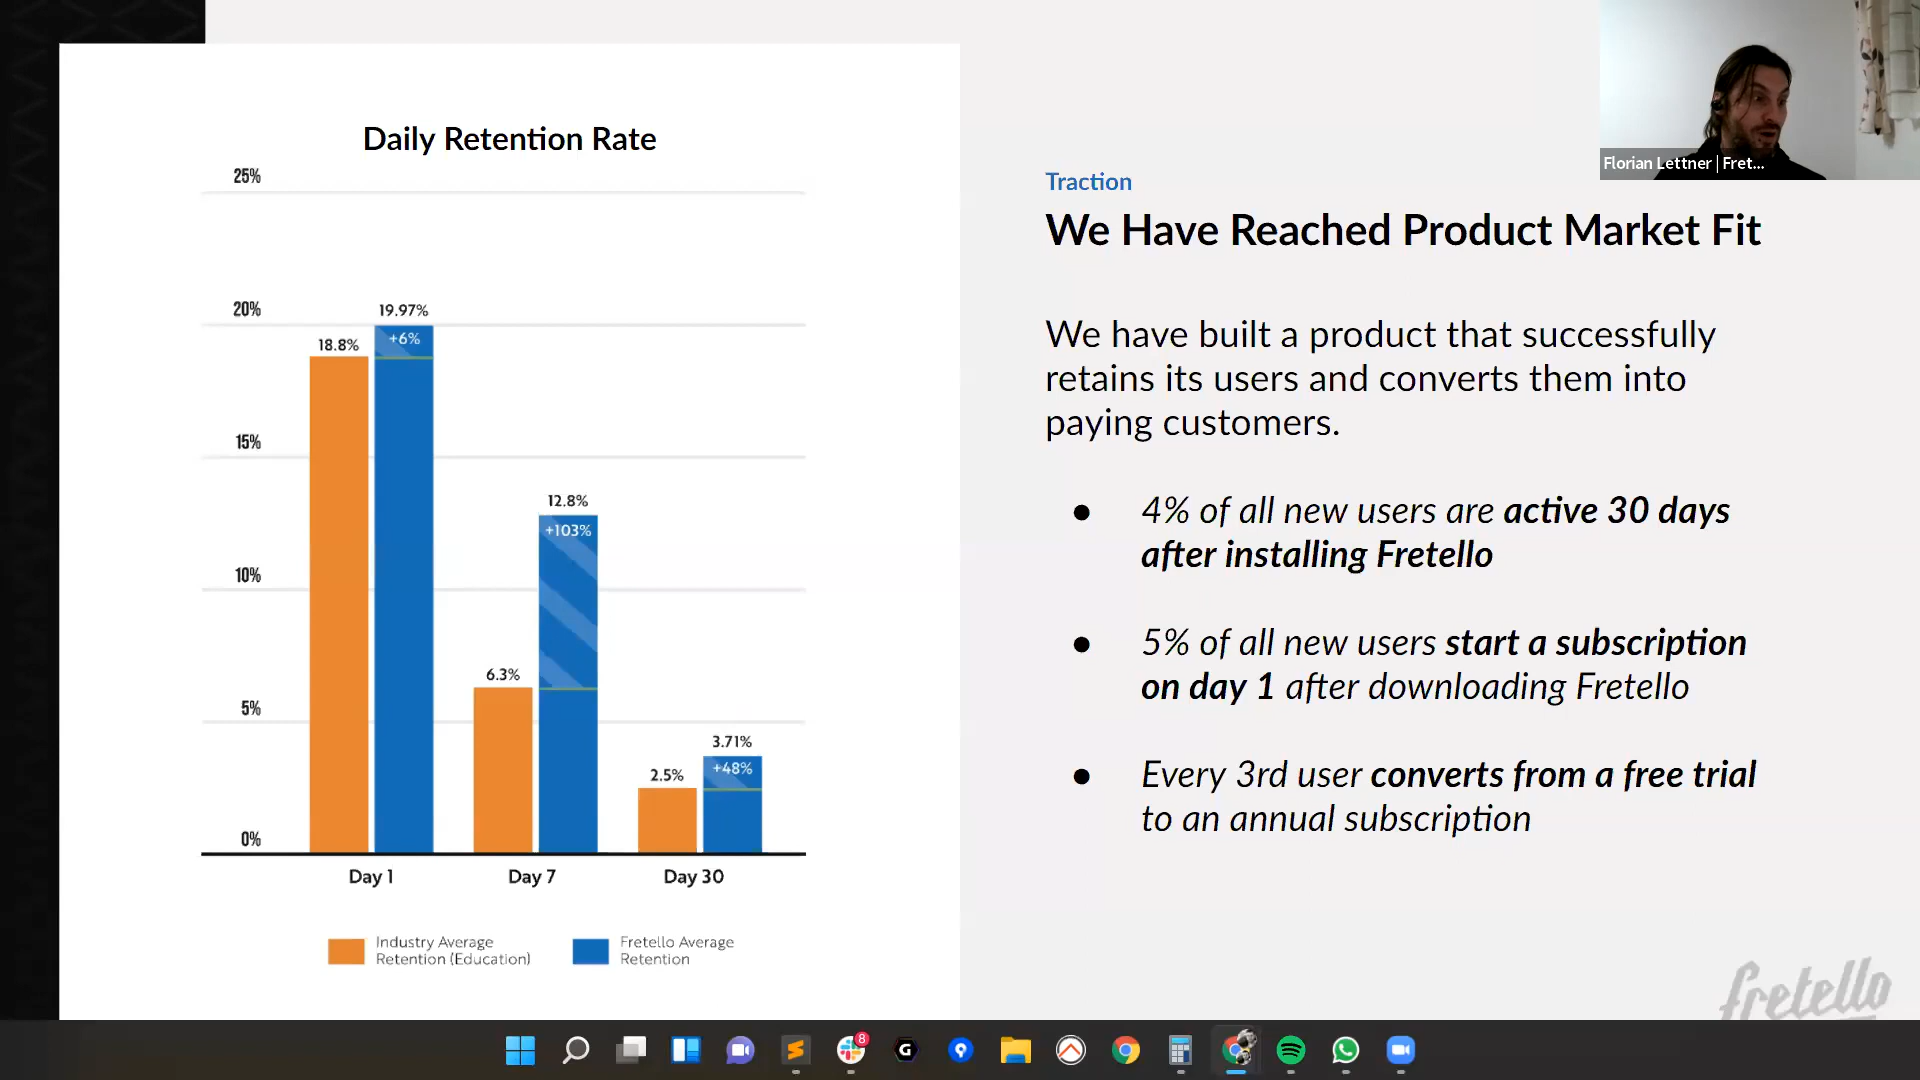 Daily Retention Rate
25%
20%
15%
10%
5%
0%
18.8%
19.97%
+6%
6.3%
12.8%
+103%
2.5%
3.71%
+48%
Day 1
Day 7
Day 30
Industry Average
Retention (Education)
Fretello Average
Retention
Florian Lettner | Fret...
Traction
We Have Reached Product Market Fit
We have built a product that successfully
retains its users and converts them into
paying customers.
● 4% of all new users are active 30 days
after installing Fretello
● 5% of all new users start a subscription
on day 1 after downloading Fretello
● Every 3rd user converts from a free trial
to an annual subscription
fretello
8
G